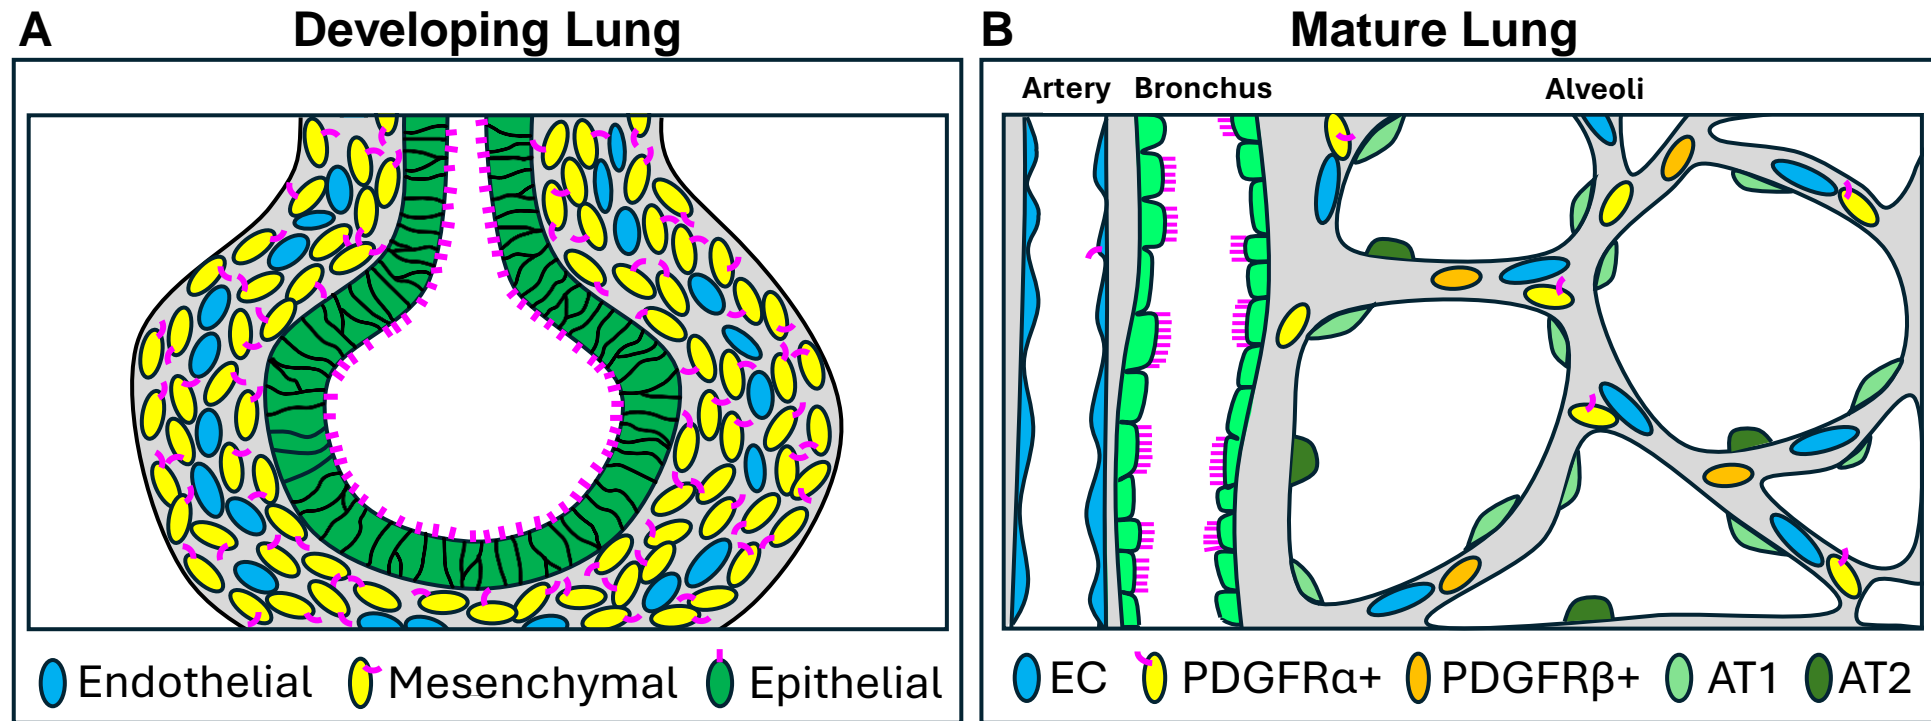 A Developing Lung
Endothelial Mesenchymal Epithelial
B Mature Lung
Artery Bronchus Alveoli
EC PDGFRα+ PDGFRβ+ AT1 AT2